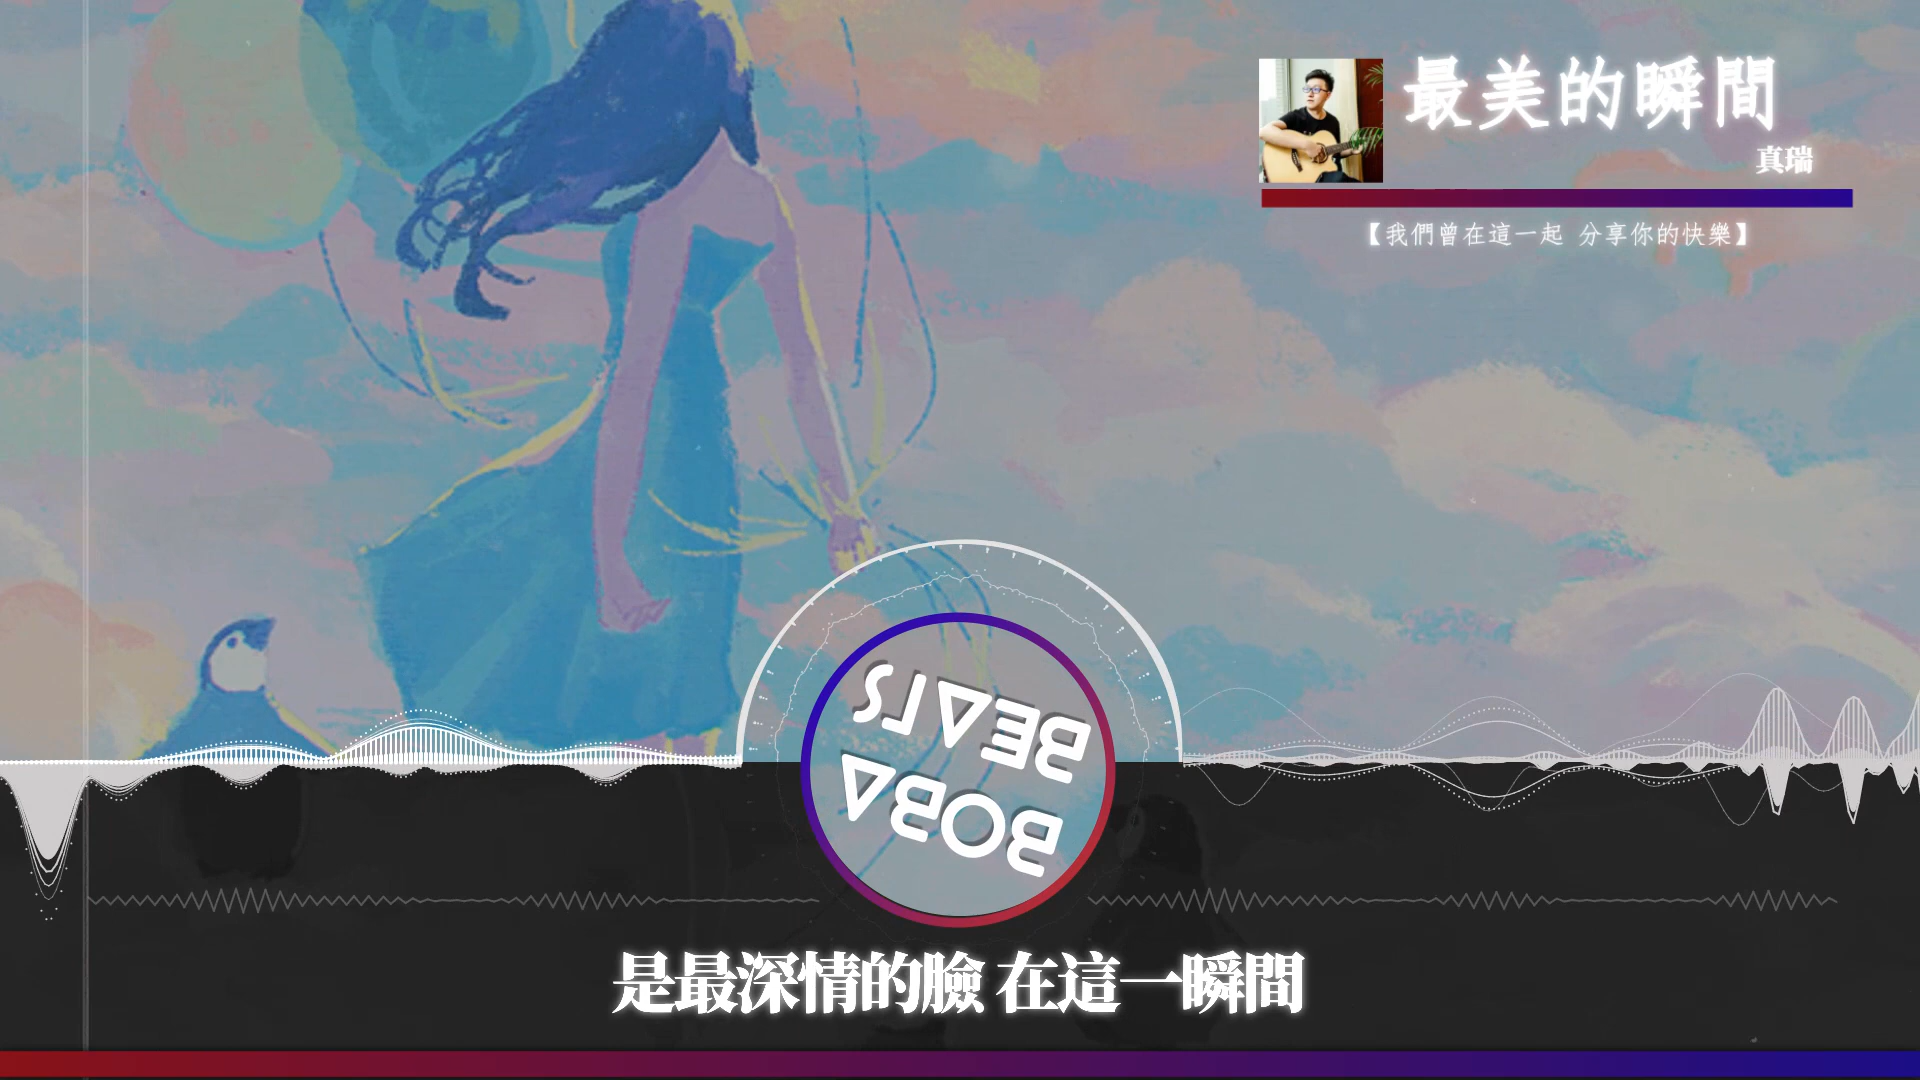 最美的瞬間
真瑞
【我們曾在這一起 分享你的快樂】
BOBA
BEATS
是最深情的臉 在這一瞬間